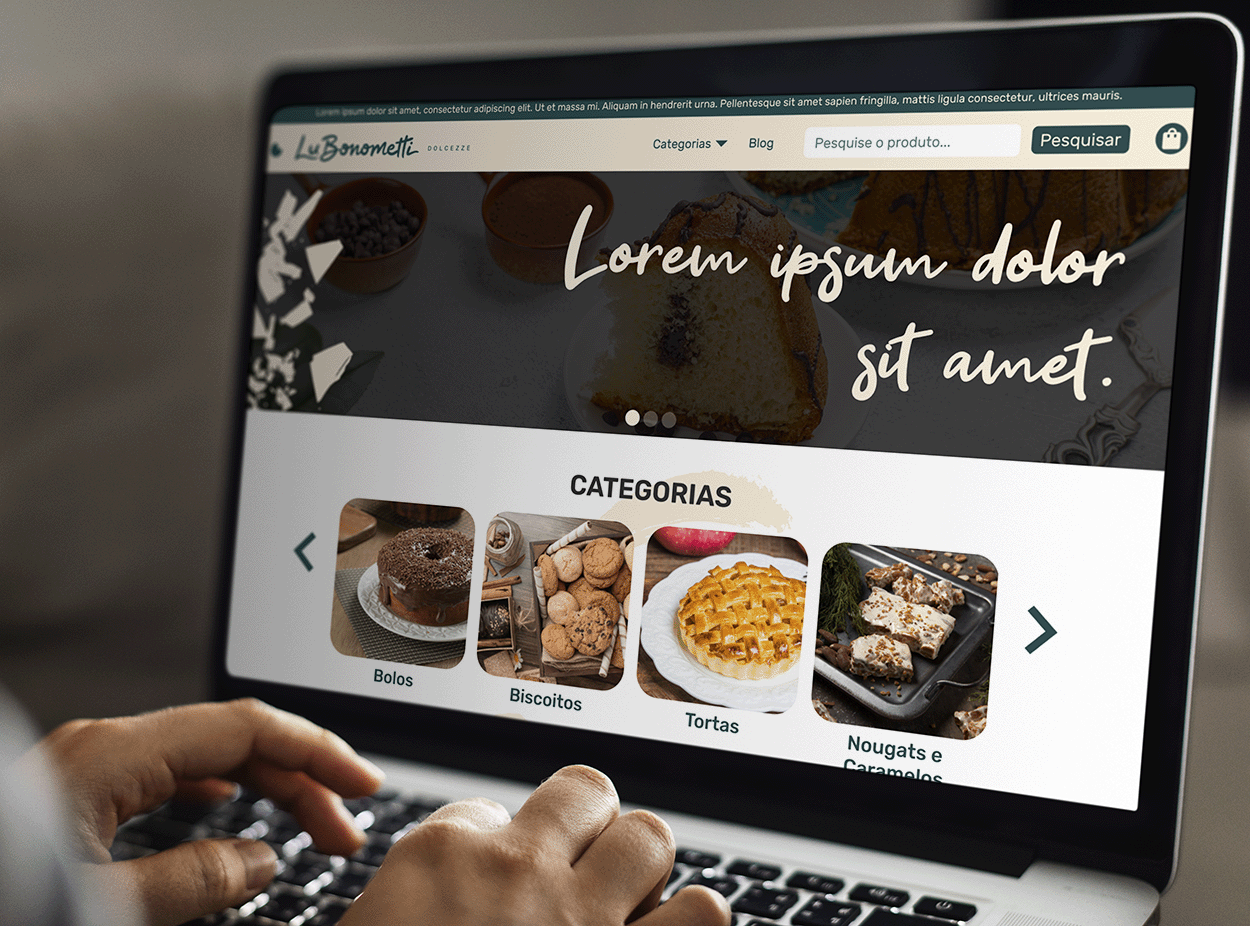 Lorem ipsum dolor sit amet, consectetur adipiscing elit. Ut et massa mi. Aliquam in hendrerit urna. Pellentesque sit amet sapien fringilla, mattis ligula consectetur, ultrices mauris.
Lu Bonometti DOLCEZZE
Categorias
Blog
Pesquise o produto...
Pesquisar
Lorem ipsum dolor
sit amet.
CATEGORIAS
Bolos
Biscoitos
Tortas
Nougats e
Caramelos